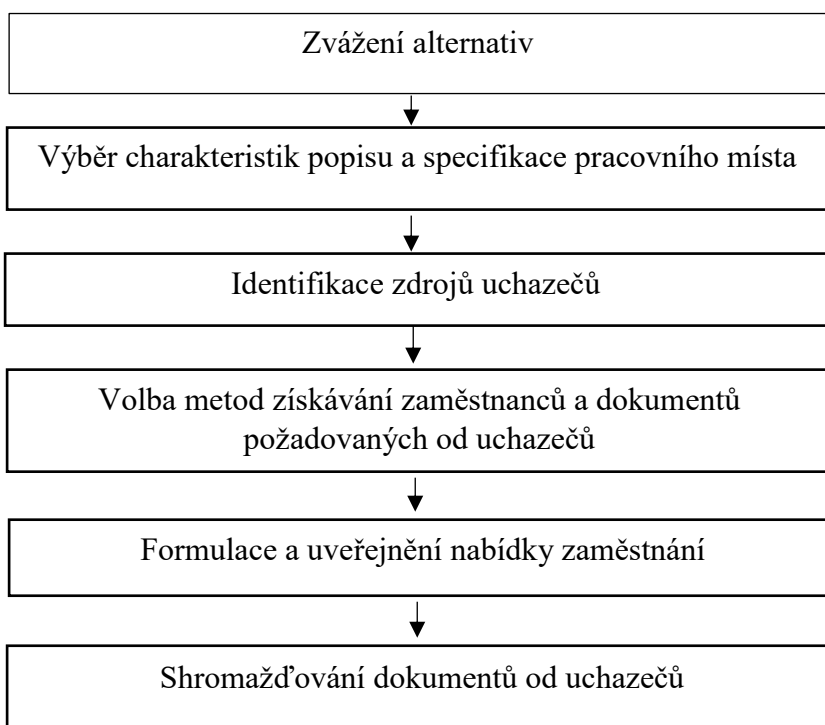 Zvážení alternativ
Výběr charakteristik popisu a specifikace pracovního místa
Identifikace zdrojů uchazečů
Volba metod získávání zaměstnanců a dokumentů
požadovaných od uchazečů
Formulace a uveřejnění nabídky zaměstnání
Shromažďování dokumentů od uchazečů